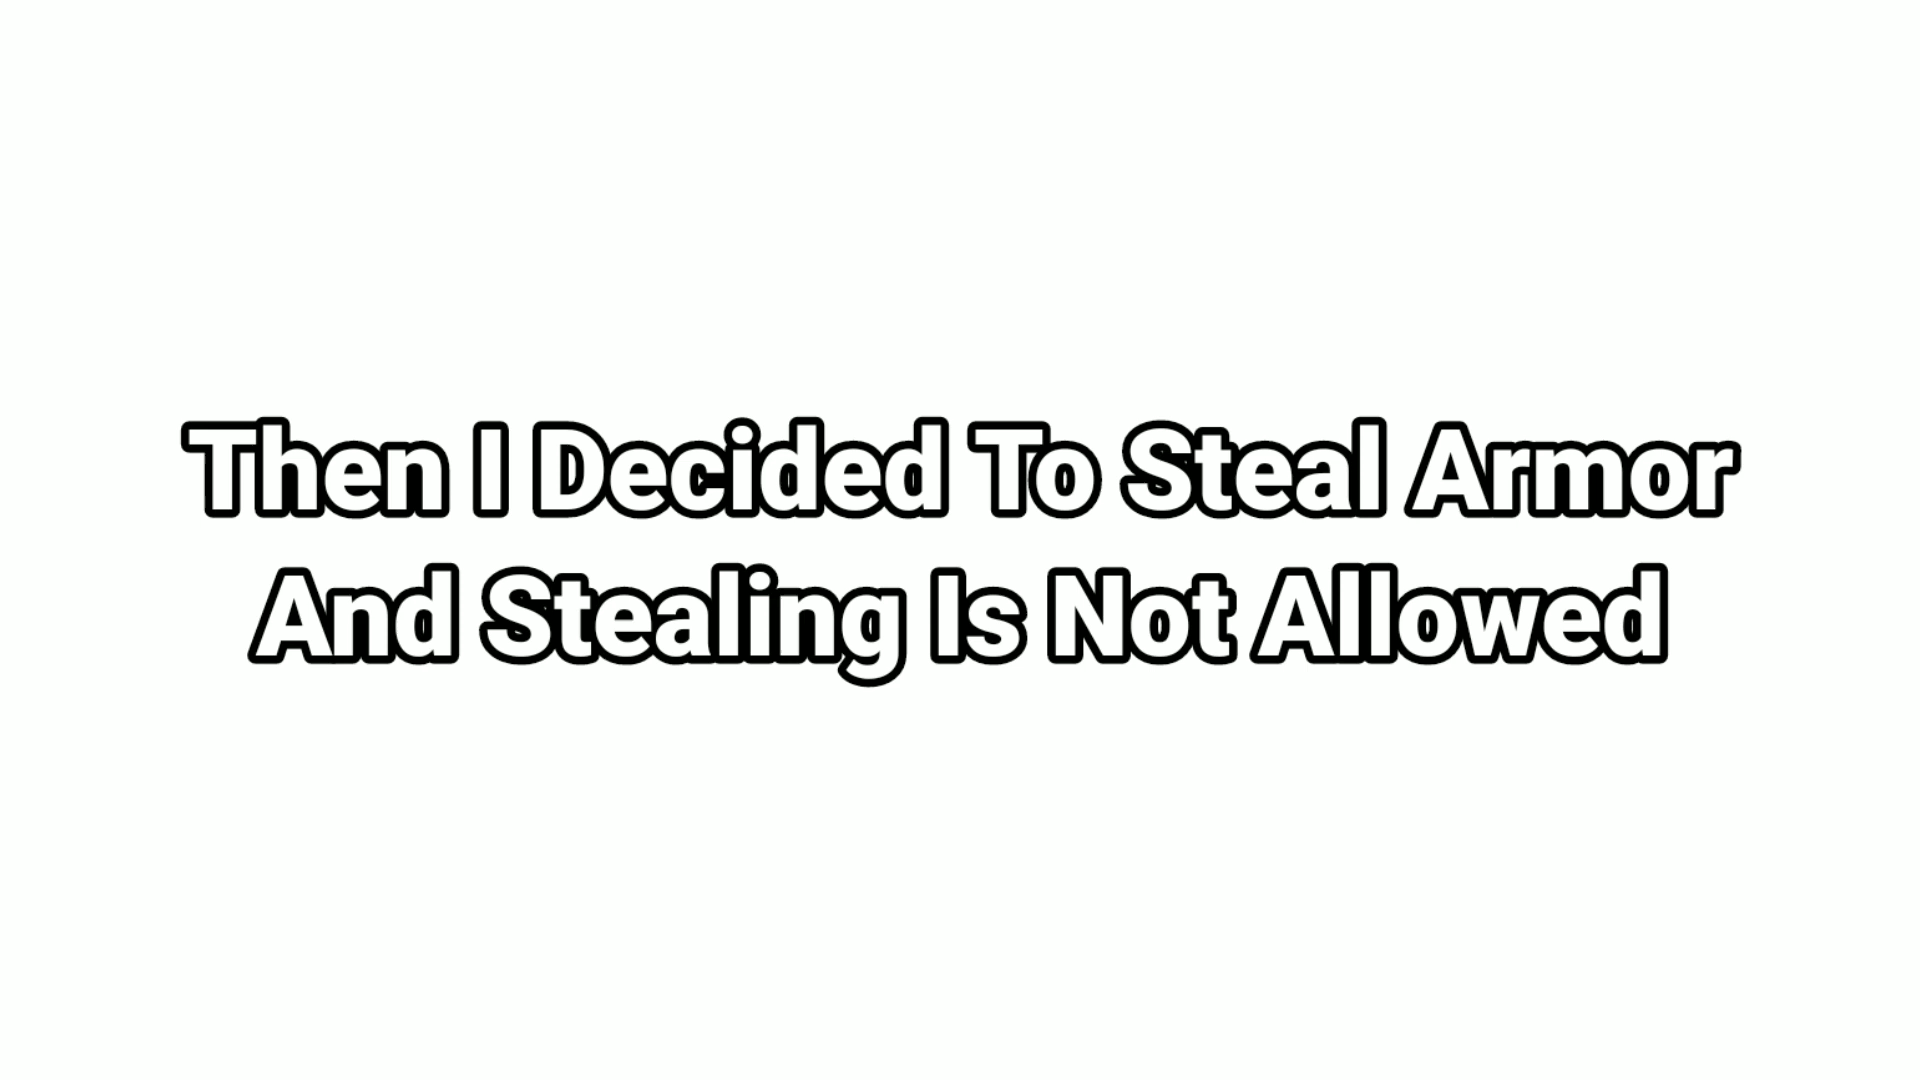 Then I Decided To Steal Armor
And Stealing Is Not Allowed